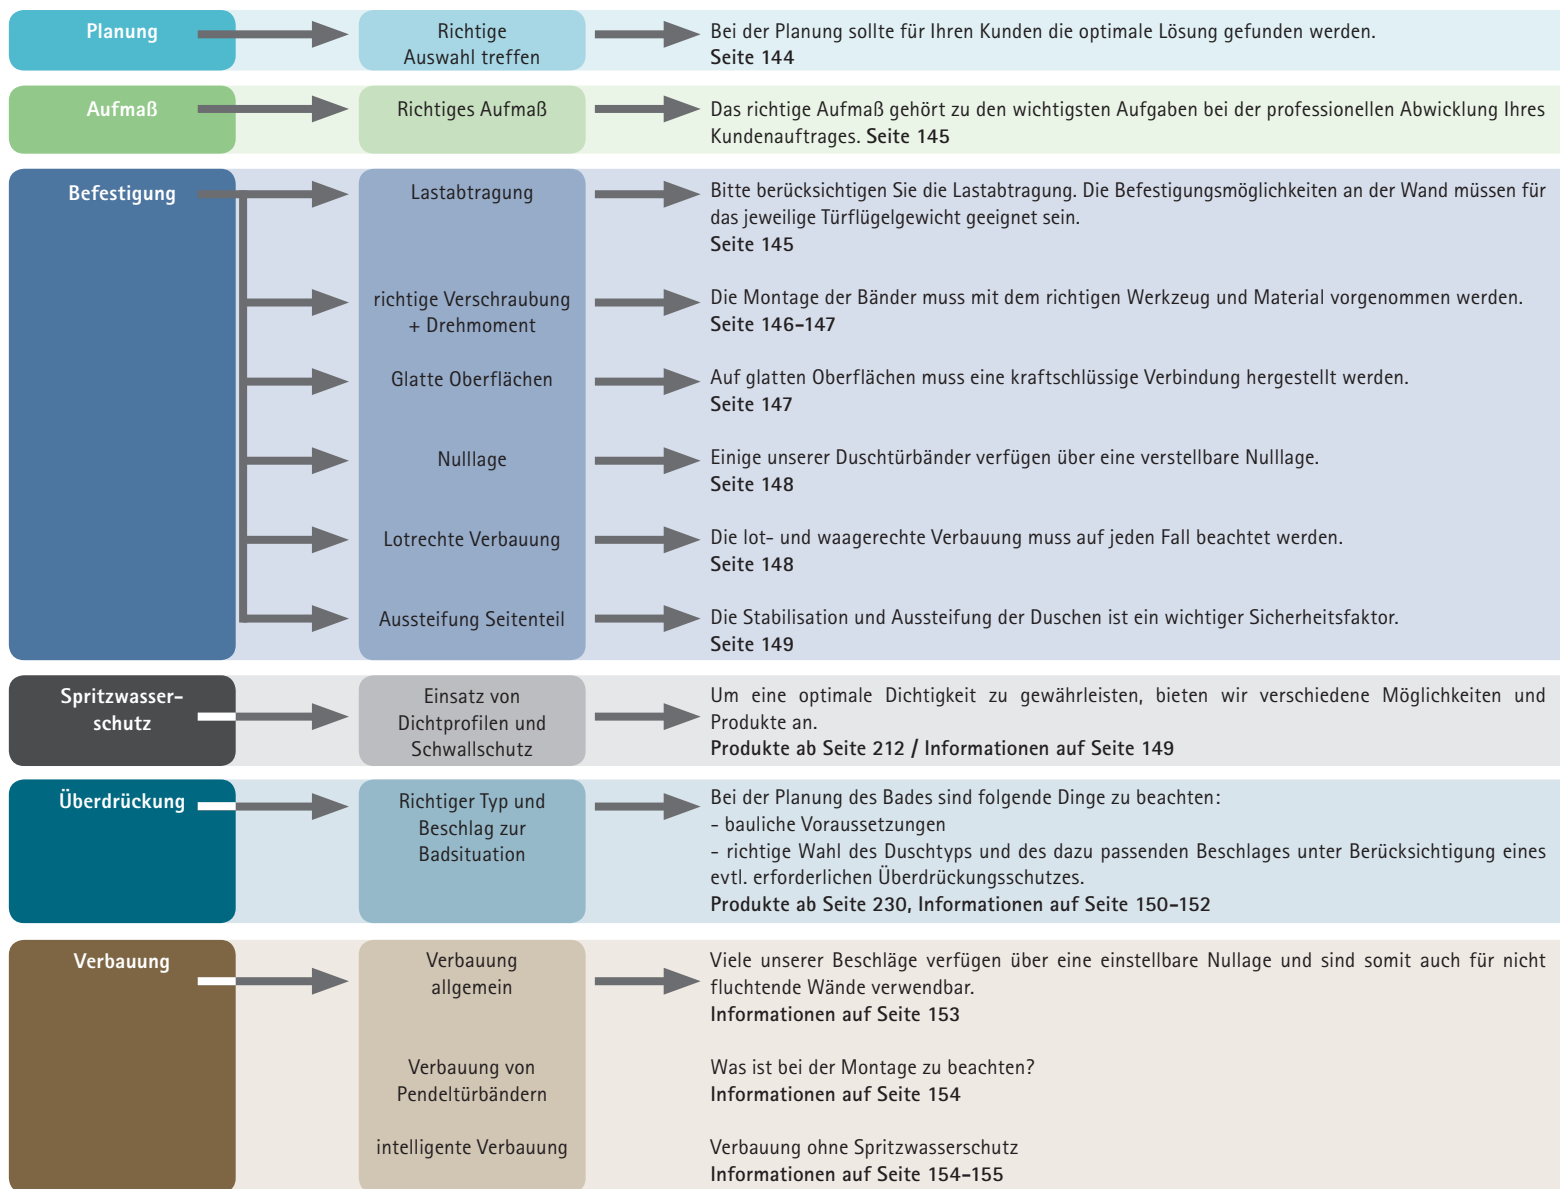 Planung
Richtige
Auswahl treffen
Bei der Planung sollte für Ihren Kunden die optimale Lösung gefunden werden.
Seite 144
Aufmaß
Richtiges Aufmaß
Das richtige Aufmaß gehört zu den wichtigsten Aufgaben bei der professionellen Abwicklung Ihres
Kundenauftrages. Seite 145
Befestigung
Lastabtragung
Bitte berücksichtigen Sie die Lastabtragung. Die Befestigungsmöglichkeiten an der Wand müssen für
das jeweilige Türflügelgewicht geeignet sein.
Seite 145
richtige Verschraubung
+ Drehmoment
Die Montage der Bänder muss mit dem richtigen Werkzeug und Material vorgenommen werden.
Seite 146-147
Glatte Oberflächen
Auf glatten Oberflächen muss eine kraftschlüssige Verbindung hergestellt werden.
Seite 147
Nulllage
Einige unserer Duschtürbänder verfügen über eine verstellbare Nulllage.
Seite 148
Lotrechte Verbauung
Die lot- und waagerechte Verbauung muss auf jeden Fall beachtet werden.
Seite 148
Aussteifung Seitenteil
Die Stabilisation und Aussteifung der Duschen ist ein wichtiger Sicherheitsfaktor.
Seite 149
Spritzwasser-
schutz
Einsatz von
Dichtprofilen und
Schwallschutz
Um eine optimale Dichtigkeit zu gewährleisten, bieten wir verschiedene Möglichkeiten und
Produkte an.
Produkte ab Seite 212 / Informationen auf Seite 149
Überdrückung
Richtiger Typ und
Beschlag zur
Badsituation
Bei der Planung des Bades sind folgende Dinge zu beachten:
- bauliche Voraussetzungen
- richtige Wahl des Duschtyps und des dazu passenden Beschlages unter Berücksichtigung eines
evtl. erforderlichen Überdrückungsschutzes.
Produkte ab Seite 230, Informationen auf Seite 150-152
Verbauung
Verbauung
allgemein
Viele unserer Beschläge verfügen über eine einstellbare Nullage und sind somit auch für nicht
fluchtende Wände verwendbar.
Informationen auf Seite 153
Verbauung von
Pendeltürbändern
Was ist bei der Montage zu beachten?
Informationen auf Seite 154
intelligente Verbauung
Verbauung ohne Spritzwasserschutz
Informationen auf Seite 154-155